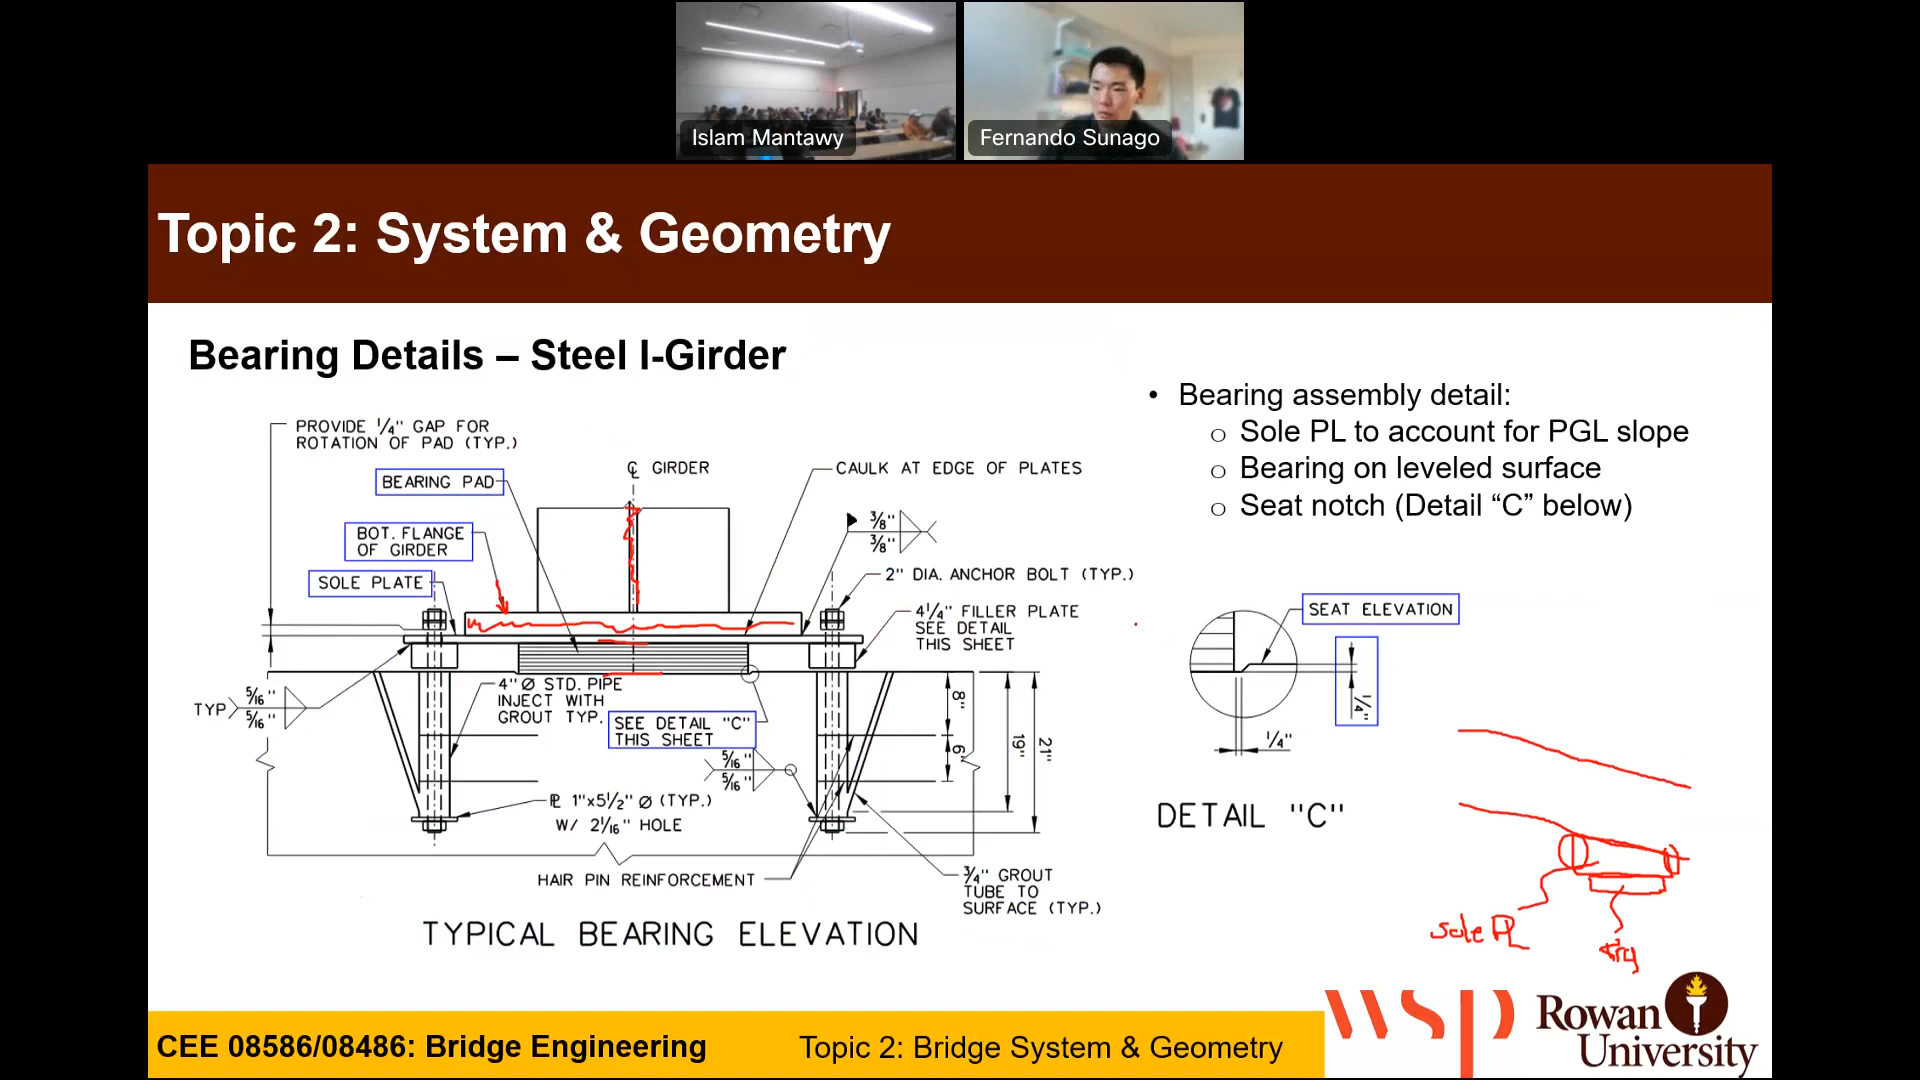 Islam Mantawy
Fernando Sunago
Topic 2: System & Geometry
Bearing Details – Steel I-Girder
PROVIDE 1/4" GAP FOR
ROTATION OF PAD (TYP.)
BEARING PAD
℄ GIRDER
CAULK AT EDGE OF PLATES
BOT. FLANGE
OF GIRDER
3/8"
3/8"
SOLE PLATE
2" DIA. ANCHOR BOLT (TYP.)
4 1/4" FILLER PLATE
SEE DETAIL
THIS SHEET
TYP
5/16"
5/16"
4" Ø STD. PIPE
INJECT WITH
GROUT TYP.
SEE DETAIL "C"
THIS SHEET
5/16"
5/16"
8"
6"
19"
21"
℄ 1"x5 1/2" Ø (TYP.)
W/ 2 1/16" HOLE
HAIR PIN REINFORCEMENT
3/4" GROUT
TUBE TO
SURFACE (TYP.)
TYPICAL BEARING ELEVATION
• Bearing assembly detail:
o Sole PL to account for PGL slope
o Bearing on leveled surface
o Seat notch (Detail “C” below)
SEAT ELEVATION
1/4"
1/4"
DETAIL "C"
sole PL
wsp
Rowan
University
CEE 08586/08486: Bridge Engineering
Topic 2: Bridge System & Geometry